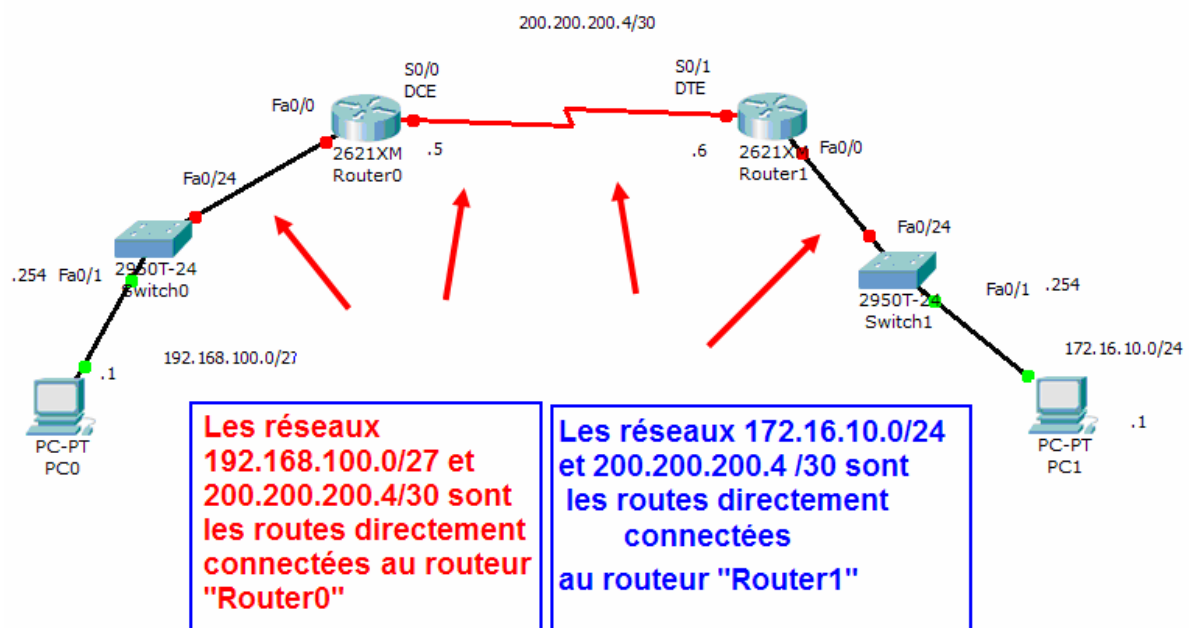 200.200.200.4/30
S0/0
DCE
S0/1
DTE
Fa0/0
2621XM
Router0
.5
.6
2621XM
Router1
Fa0/0
Fa0/24
Fa0/24
.254 Fa0/1
2950T-24
Switch0
2950T-24
Switch1
Fa0/1 .254
192.168.100.0/27
.1
PC-PT
PC0
172.16.10.0/24
.1
PC-PT
PC1
Les réseaux
192.168.100.0/27 et
200.200.200.4/30 sont
les routes directement
connectées au routeur
"Router0"
Les réseaux 172.16.10.0/24
et 200.200.200.4 /30 sont
les routes directement
connectées
au routeur "Router1"